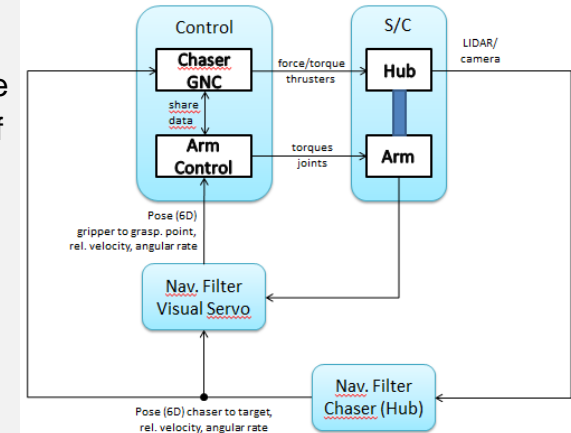 e
f
Control
S/C
LIDAR/
camera
Chaser
GNC
force/torque
thrusters
Hub
share
data
Arm
Control
torques
joints
Arm
Pose (6D)
gripper to grasp. point,
rel. velocity, angular rate
Nav. Filter
Visual Servo
Nav. Filter
Chaser (Hub)
Pose (6D) chaser to target,
rel. velocity, angular rate